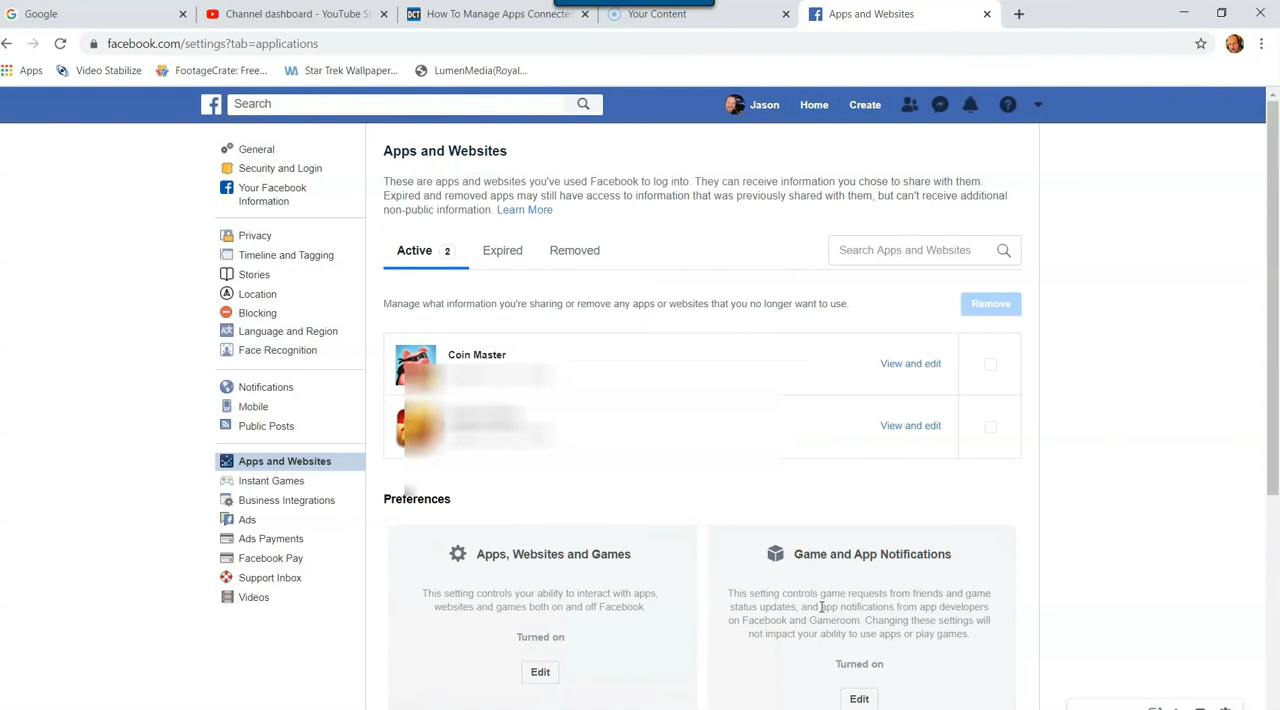 Google
Channel dashboard - YouTube S
DCT
How To Manage Apps Connecte
Your Content
Apps and Websites
facebook.com/settings?tab=applications
Apps
Video Stabilize
FootageCrate: Free...
Star Trek Wallpaper...
LumenMedia(Royal...
Search
Jason
Home
Create
General
Security and Login
Your Facebook
Information
Privacy
Timeline and Tagging
Stories
Location
Blocking
Language and Region
Face Recognition
Notifications
Mobile
Public Posts
Apps and Websites
Instant Games
Business Integrations
Ads
Ads Payments
Facebook Pay
Support Inbox
Videos
Apps and Websites
These are apps and websites you've used Facebook to log into. They can receive information you chose to share with them.
Expired and removed apps may still have access to information that was previously shared with them, but can't receive additional
non-public information. Learn More
Active 2
Expired
Removed
Search Apps and Websites
Manage what information you're sharing or remove any apps or websites that you no longer want to use.
Remove
Coin Master
View and edit
View and edit
Preferences
Apps, Websites and Games
This setting controls your ability to interact with apps,
websites and games both on and off Facebook.
Turned on
Edit
Game and App Notifications
This setting controls game requests from friends and game
status updates, and app notifications from app developers
on Facebook and Gameroom. Changing these settings will
not impact your ability to use apps or play games.
Turned on
Edit